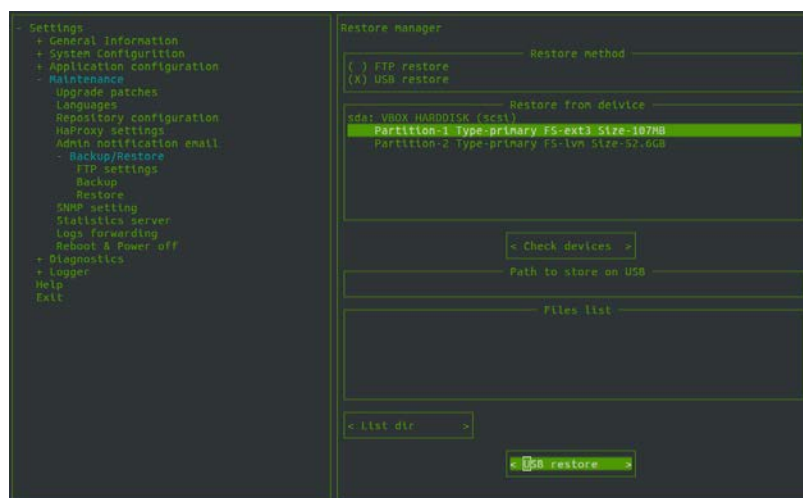 - Settings
+ General Information
+ System Configurition
+ Application configuration
- Maintenance
Upgrade patches
Languages
Repository configuration
HaProxy settings
Admin notification email
- Backup/Restore
FTP settings
Backup
Restore
SNMP setting
Statistics server
Logs forwarding
Reboot & Power off
+ Diagnostics
+ Logger
Help
Exit
Restore manager
Restore method
( ) FTP restore
(X) USB restore
Restore from deivice
sda: VBOX HARDDISK (scsi)
Partition-1 Type-primary FS-ext3 Size-107MB
Partition-2 Type-primary FS-lvm Size-52.6GB
< Check devices >
Path to store on USB
Files list
< List dir >
< USB restore >